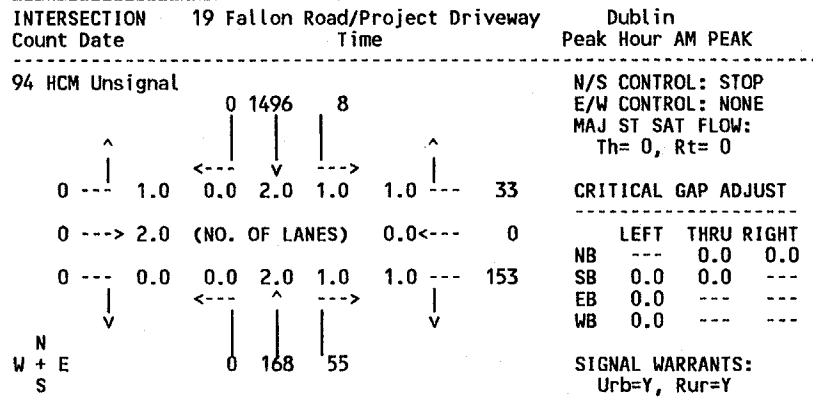 INTERSECTION 19 Fallon Road/Project Driveway Dublin
Count Date Time Peak Hour AM PEAK
94 HCM Unsignal N/S CONTROL: STOP
0 1496 8 E/W CONTROL: NONE
MAJ ST SAT FLOW:
^ ^ Th= 0, Rt= 0
<--- v --->
0 --- 1.0 0.0 2.0 1.0 1.0 --- 33 CRITICAL GAP ADJUST
0 ---> 2.0 (NO. OF LANES) 0.0<--- 0 LEFT THRU RIGHT
NB --- 0.0 0.0
0 --- 0.0 0.0 2.0 1.0 1.0 --- 153 SB 0.0 0.0 ---
<--- ^ ---> EB 0.0 --- ---
v v WB 0.0 --- ---
N
W + E 0 168 55 SIGNAL WARRANTS:
S Urb=Y, Rur=Y